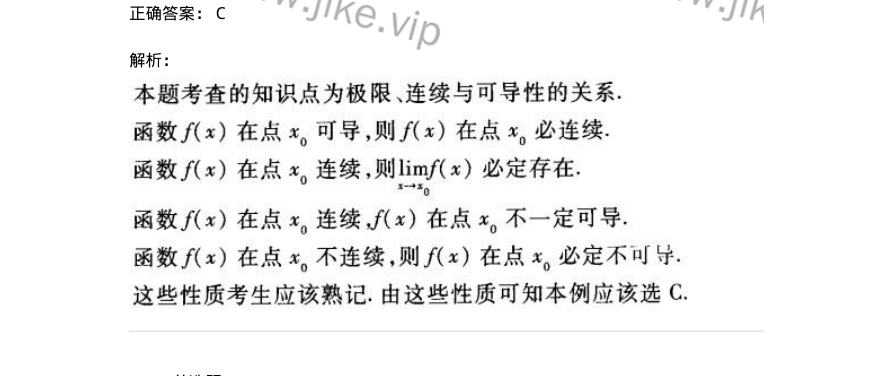 正确答案： C
解析：
本题考查的知识点为极限、连续与可导性的关系.
函数 f(x) 在点 x₀ 可导,则 f(x) 在点 x₀ 必连续.
函数 f(x) 在点 x₀ 连续,则 lim f(x) 必定存在.
x→x₀
函数 f(x) 在点 x₀ 连续,f(x) 在点 x₀ 不一定可导.
函数 f(x) 在点 x₀ 不连续,则 f(x) 在点 x₀ 必定不可导.
这些性质考生应该熟记. 由这些性质可知本例应该选 C.